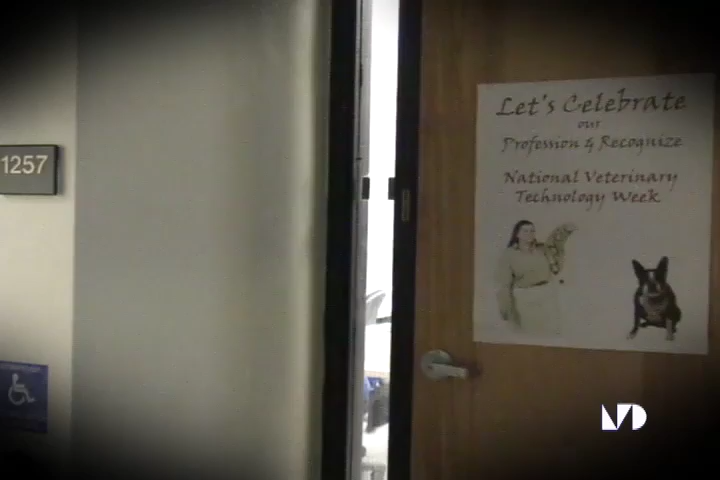 1257
Let's Celebrate
our
Profession & Recognize
National Veterinary
Technology Week